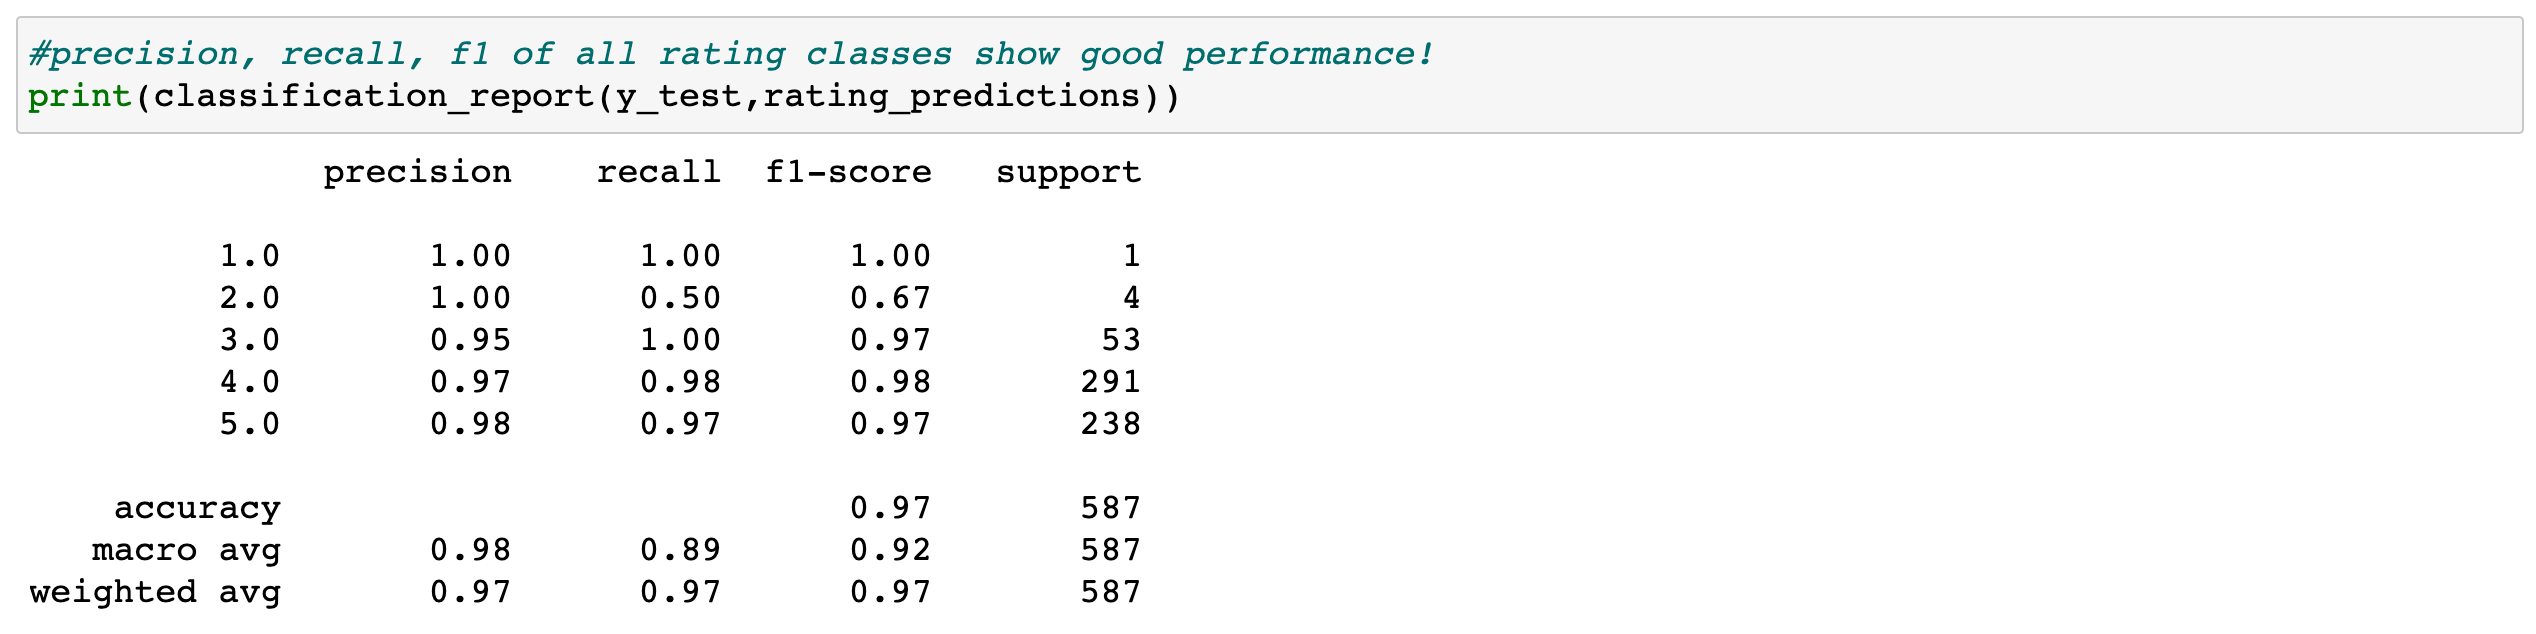 #precision, recall, f1 of all rating classes show good performance!
print(classification_report(y_test,rating_predictions))
precision recall f1-score support
1.0 1.00 1.00 1.00 1
2.0 1.00 0.50 0.67 4
3.0 0.95 1.00 0.97 53
4.0 0.97 0.98 0.98 291
5.0 0.98 0.97 0.97 238
accuracy 0.97 587
macro avg 0.98 0.89 0.92 587
weighted avg 0.97 0.97 0.97 587